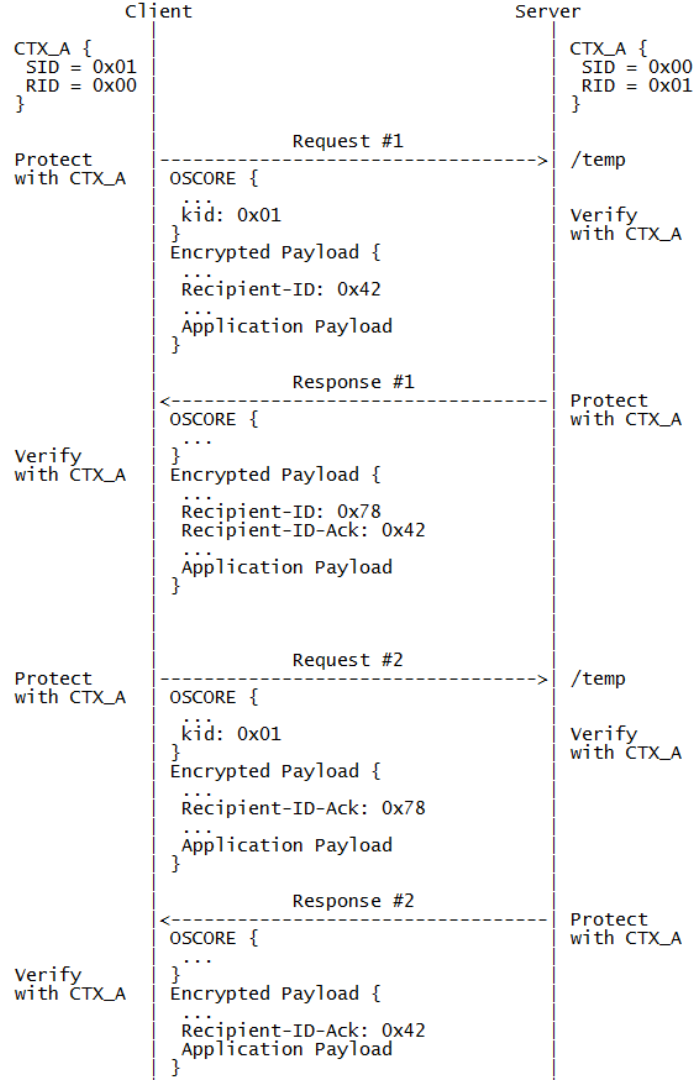 Client Server
CTX_A { CTX_A {
SID = 0x01 SID = 0x00
RID = 0x00 RID = 0x01
} }
Request #1
Protect |---------------------------------->| /temp
with CTX_A OSCORE {
...
kid: 0x01 Verify
} with CTX_A
Encrypted Payload {
...
Recipient-ID: 0x42
...
Application Payload
}
Response #1
|<----------------------------------| Protect
OSCORE { with CTX_A
...
Verify }
with CTX_A Encrypted Payload {
...
Recipient-ID: 0x78
Recipient-ID-Ack: 0x42
...
Application Payload
}
Request #2
Protect |---------------------------------->| /temp
with CTX_A OSCORE {
...
kid: 0x01 Verify
} with CTX_A
Encrypted Payload {
...
Recipient-ID-Ack: 0x78
...
Application Payload
}
Response #2
|<----------------------------------| Protect
OSCORE { with CTX_A
...
Verify }
with CTX_A Encrypted Payload {
...
Recipient-ID-Ack: 0x42
Application Payload
}